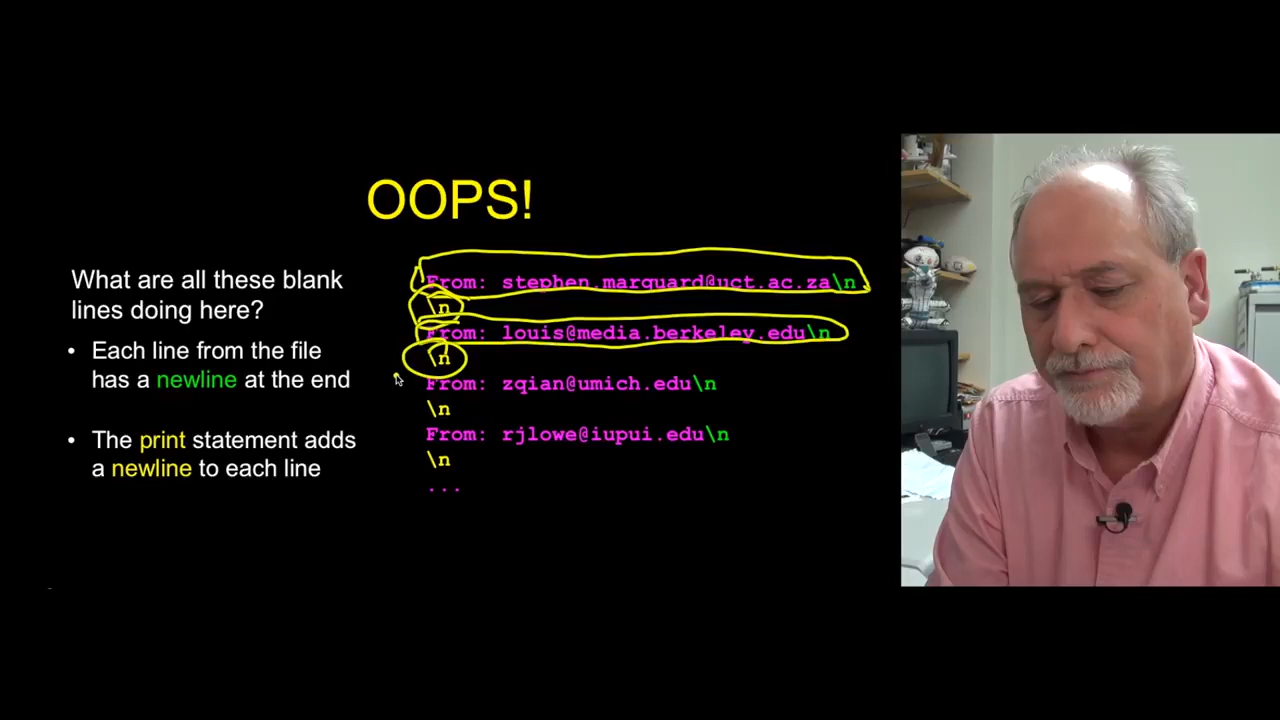 OOPS!
What are all these blank
lines doing here?
• Each line from the file
has a newline at the end
• The print statement adds
a newline to each line
From: stephen.marquard@uct.ac.za\n
\n
From: louis@media.berkeley.edu\n
\n
From: zqian@umich.edu\n
\n
From: rjlowe@iupui.edu\n
\n
...